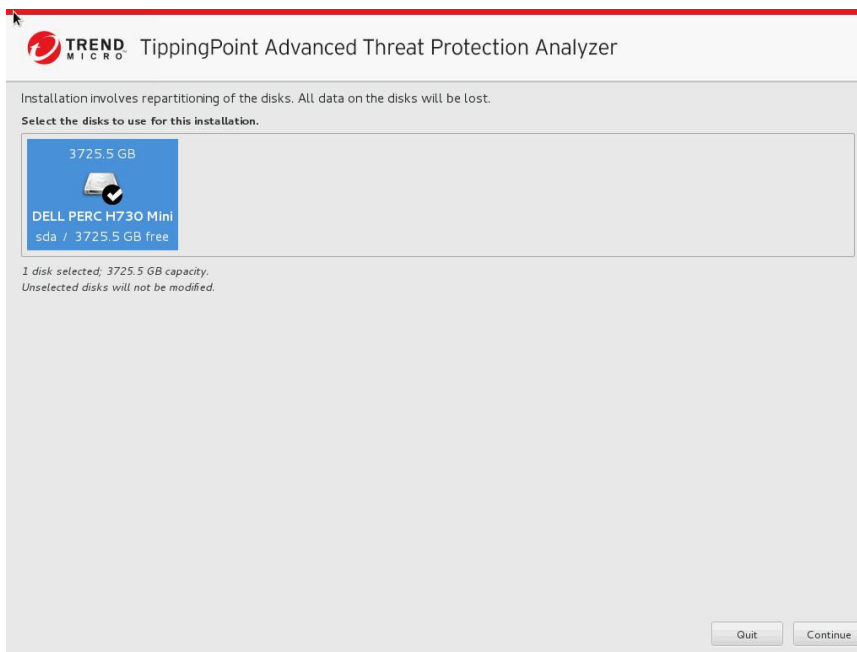 TREND MICRO TippingPoint Advanced Threat Protection Analyzer
Installation involves repartitioning of the disks. All data on the disks will be lost.
Select the disks to use for this installation.
3725.5 GB
DELL PERC H730 Mini
sda / 3725.5 GB free
1 disk selected; 3725.5 GB capacity.
Unselected disks will not be modified.
Quit Continue